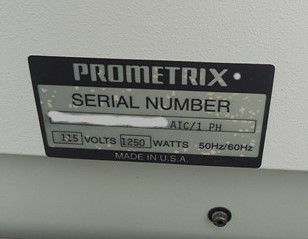 PROMETRIX
SERIAL NUMBER
AIC/1 PH
115 VOLTS 1250 WATTS 50Hz/60Hz
MADE IN U.S.A.